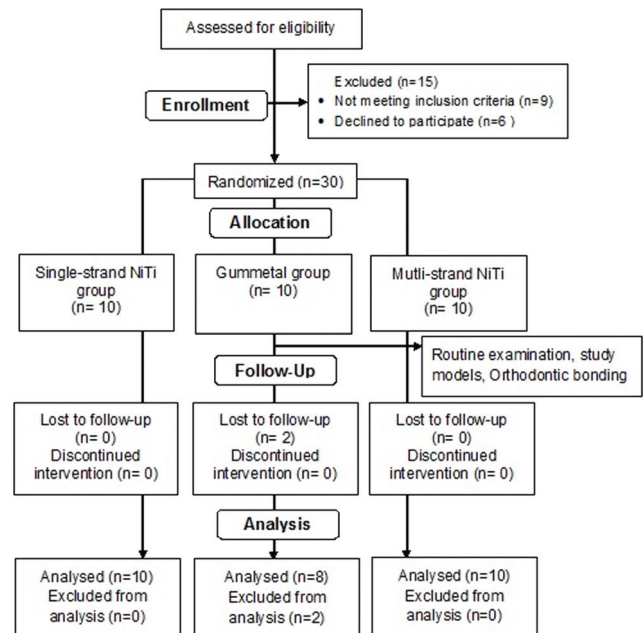 Assessed for eligibility
Excluded (n=15)
• Not meeting inclusion criteria (n=9)
• Declined to participate (n=6 )
Enrollment
Randomized (n=30)
Allocation
Single-strand NiTi
group
(n= 10)
Gummetal group
(n= 10)
Mutli-strand NiTi
group
(n= 10)
Routine examination, study
models, Orthodontic bonding
Follow-Up
Lost to follow-up
(n= 0)
Discontinued
intervention (n= 0)
Lost to follow-up
(n= 2)
Discontinued
intervention (n= 0)
Lost to follow-up
(n= 0)
Discontinued
intervention (n= 0)
Analysis
Analysed (n=10)
Excluded from
analysis (n=0)
Analysed (n=8)
Excluded from
analysis (n=2)
Analysed (n=10)
Excluded from
analysis (n=0)